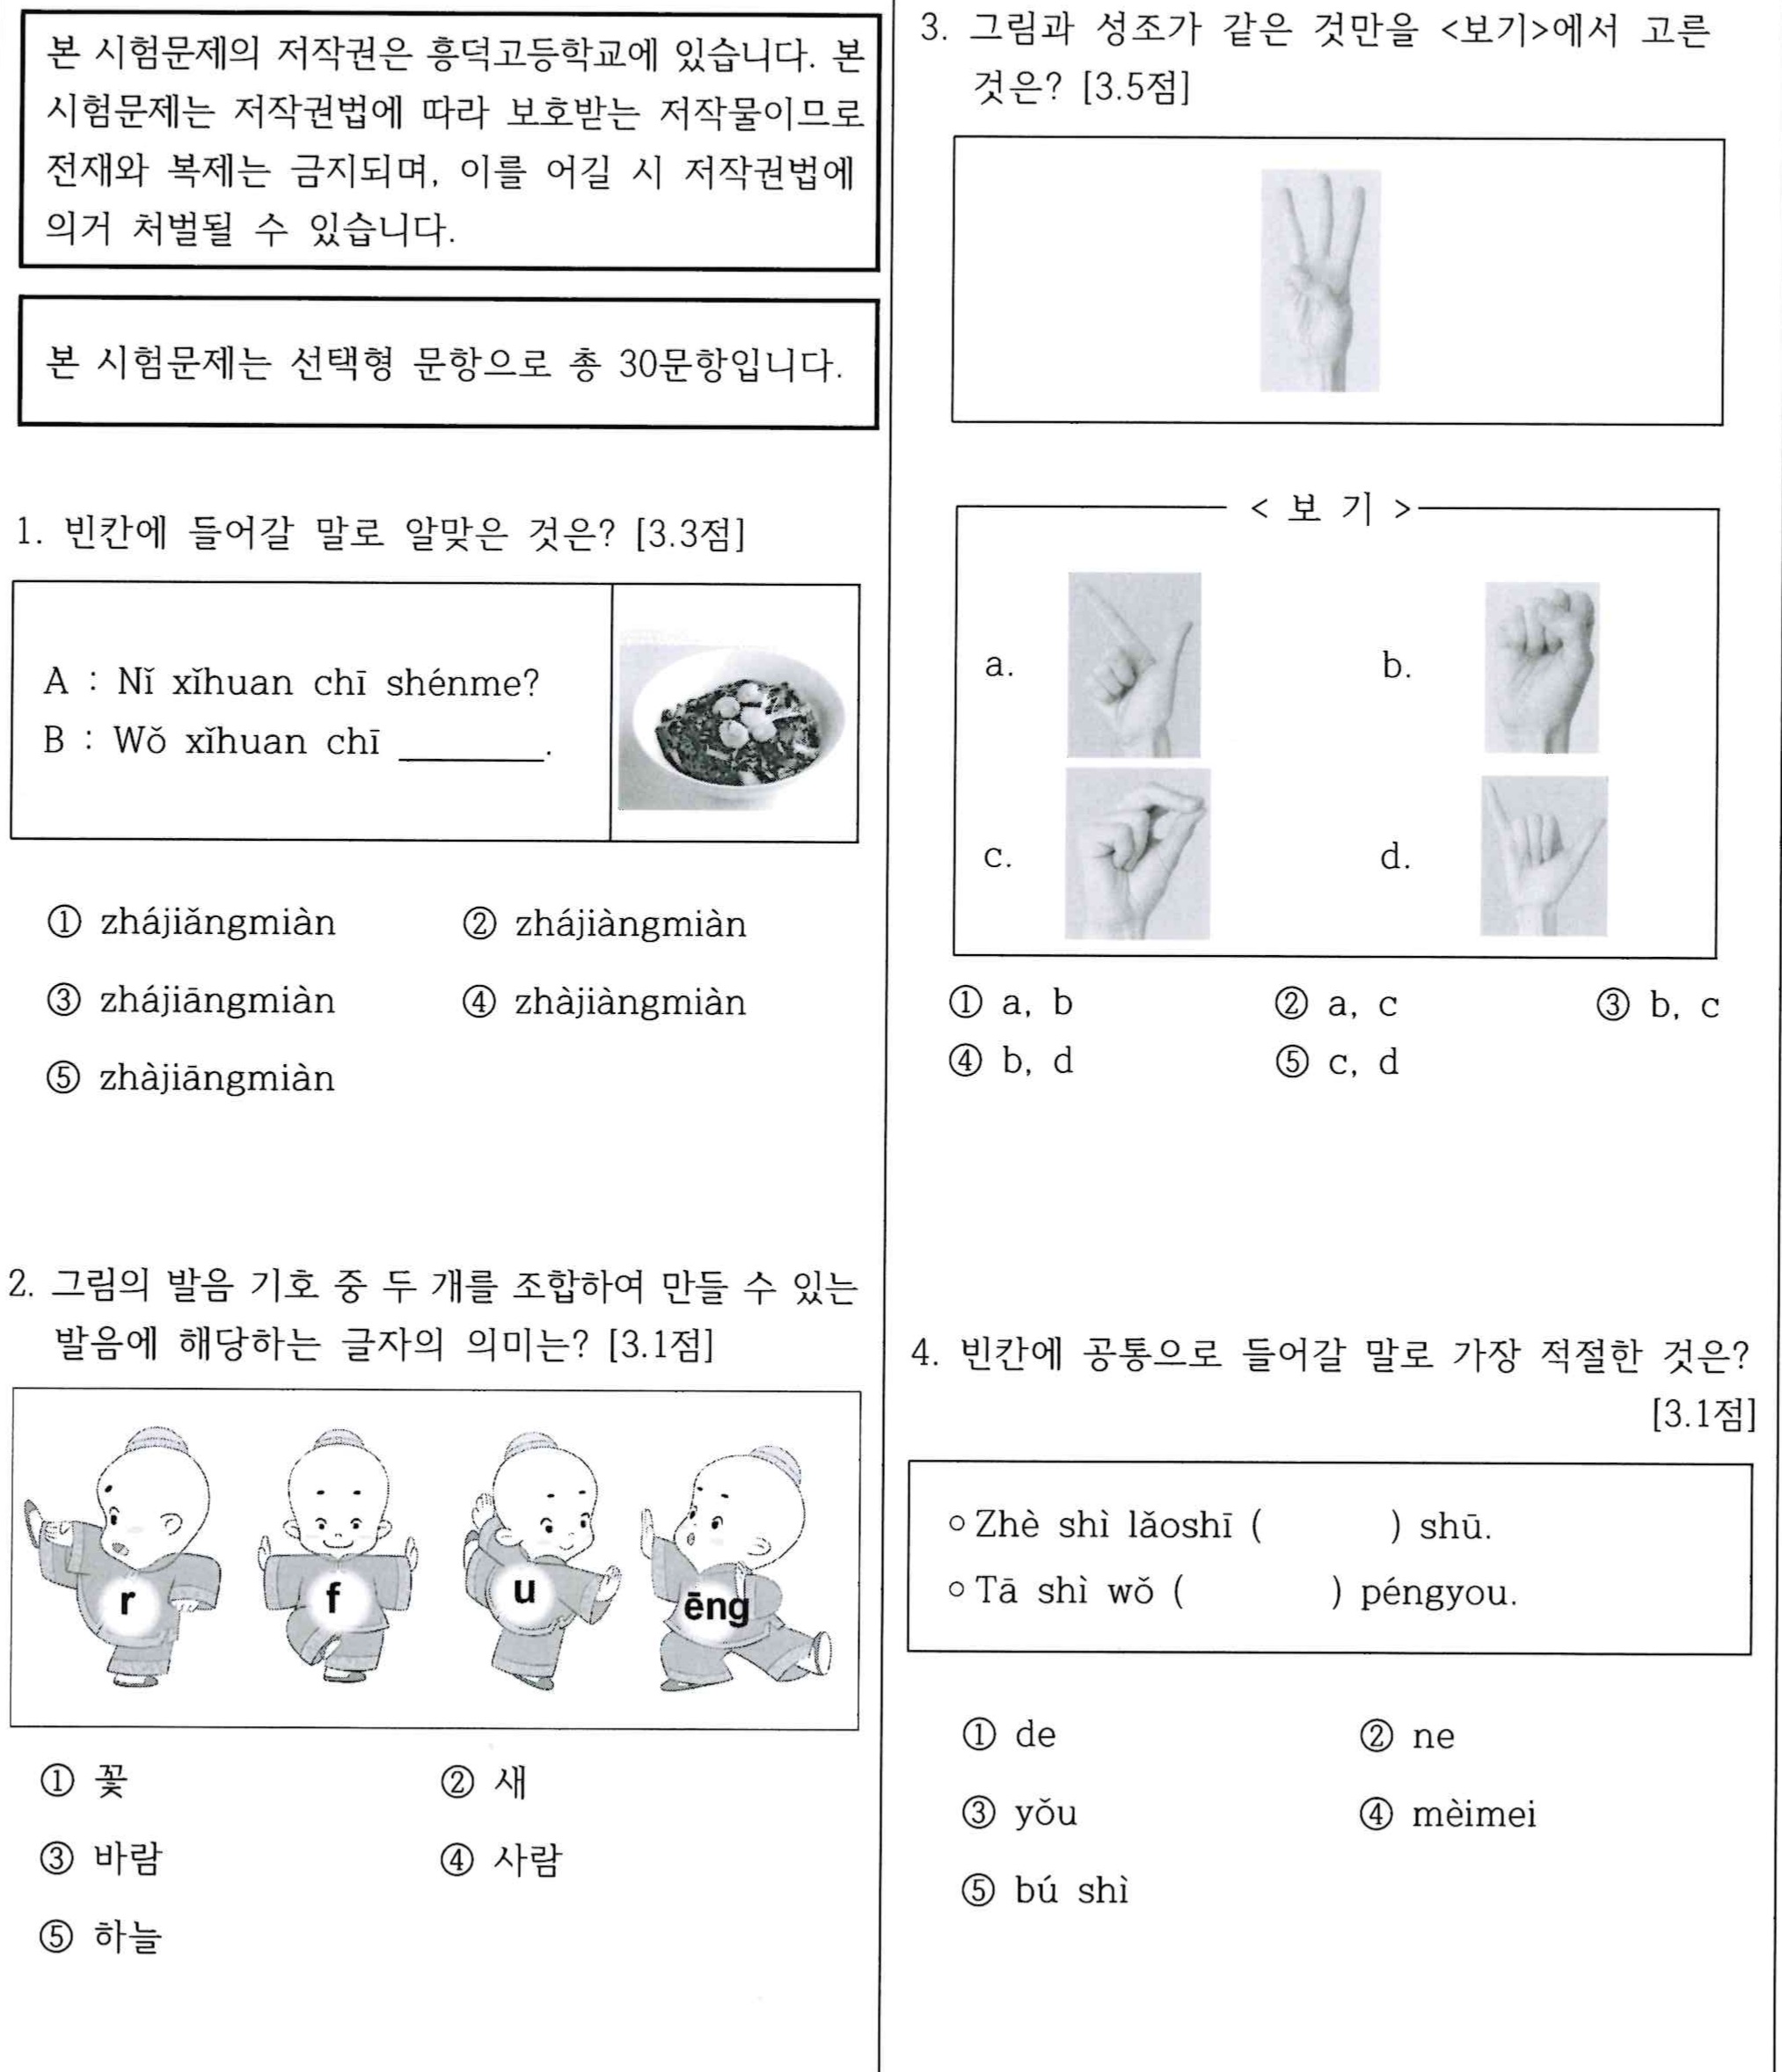 본 시험문제의 저작권은 흥덕고등학교에 있습니다. 본
시험문제는 저작권법에 따라 보호받는 저작물이므로
전재와 복제는 금지되며, 이를 어길 시 저작권법에
의거 처벌될 수 있습니다.
본 시험문제는 선택형 문항으로 총 30문항입니다.
1. 빈칸에 들어갈 말로 알맞은 것은? [3.3점]
A : Nǐ xǐhuan chī shénme?
B : Wǒ xǐhuan chī ________.
① zhájiǎngmiàn ② zhájiàngmiàn
③ zhájiāngmiàn ④ zhàjiàngmiàn
⑤ zhàjiāngmiàn
2. 그림의 발음 기호 중 두 개를 조합하여 만들 수 있는
발음에 해당하는 글자의 의미는? [3.1점]
r f u ēng
① 꽃 ② 새
③ 바람 ④ 사람
⑤ 하늘
3. 그림과 성조가 같은 것만을 <보기>에서 고른
것은? [3.5점]
< 보 기 >
a. b.
c. d.
① a, b ② a, c ③ b, c
④ b, d ⑤ c, d
4. 빈칸에 공통으로 들어갈 말로 가장 적절한 것은?
[3.1점]
○ Zhè shì lǎoshī ( ) shū.
○ Tā shì wǒ ( ) péngyou.
① de ② ne
③ yǒu ④ mèimei
⑤ bú shì